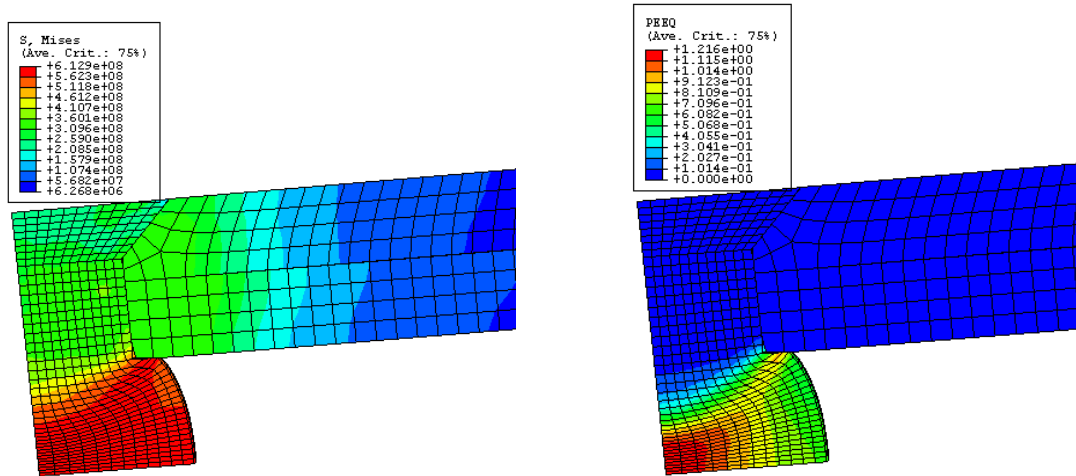 S, Mises
(Ave. Crit.: 75%)
+6.129e+08
+5.623e+08
+5.118e+08
+4.612e+08
+4.107e+08
+3.601e+08
+3.096e+08
+2.590e+08
+2.085e+08
+1.579e+08
+1.074e+08
+5.682e+07
+6.268e+06
PEEQ
(Ave. Crit.: 75%)
+1.216e+00
+1.115e+00
+1.014e+00
+9.123e-01
+8.109e-01
+7.096e-01
+6.082e-01
+5.068e-01
+4.055e-01
+3.041e-01
+2.027e-01
+1.014e-01
+0.000e+00